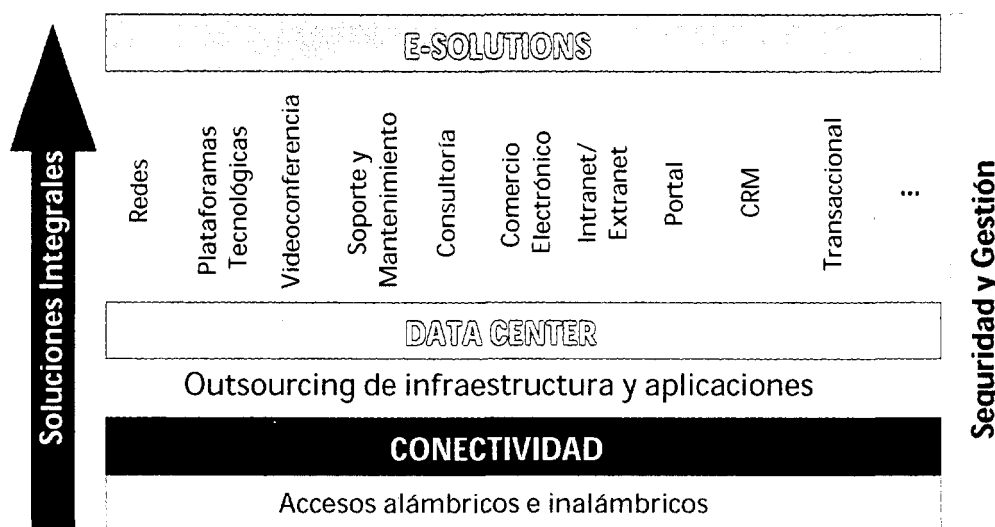 E-SOLUTIONS
Soluciones Integrales
Redes
Plataforamas
Tecnológicas
Videoconferencia
Soporte y
Mantenimiento
Consultoría
Comercio
Electrónico
Intranet/
Extranet
Portal
CRM
Transaccional
...
Seguridad y Gestión
DATA CENTER
Outsourcing de infraestructura y aplicaciones
CONECTIVIDAD
Accesos alámbricos e inalámbricos